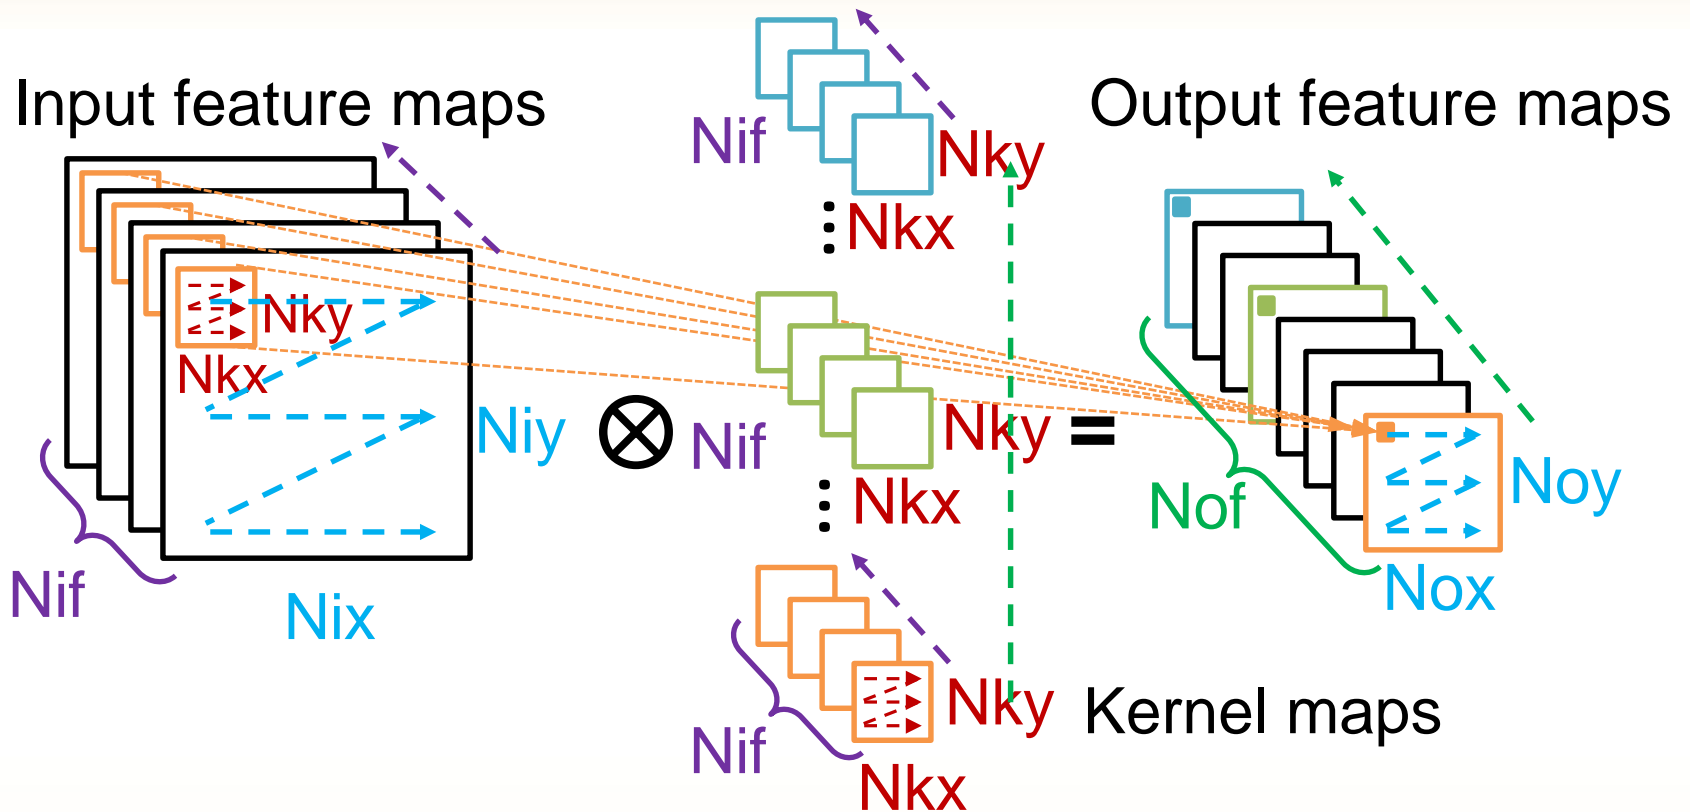 Input feature maps
Nky
Nkx
Niy
Nif
Nix
Nif
Nky
Nkx
Nif
Nky
Nkx
Nif
Nky
Nkx
Kernel maps
=
Output feature maps
Nof
Noy
Nox